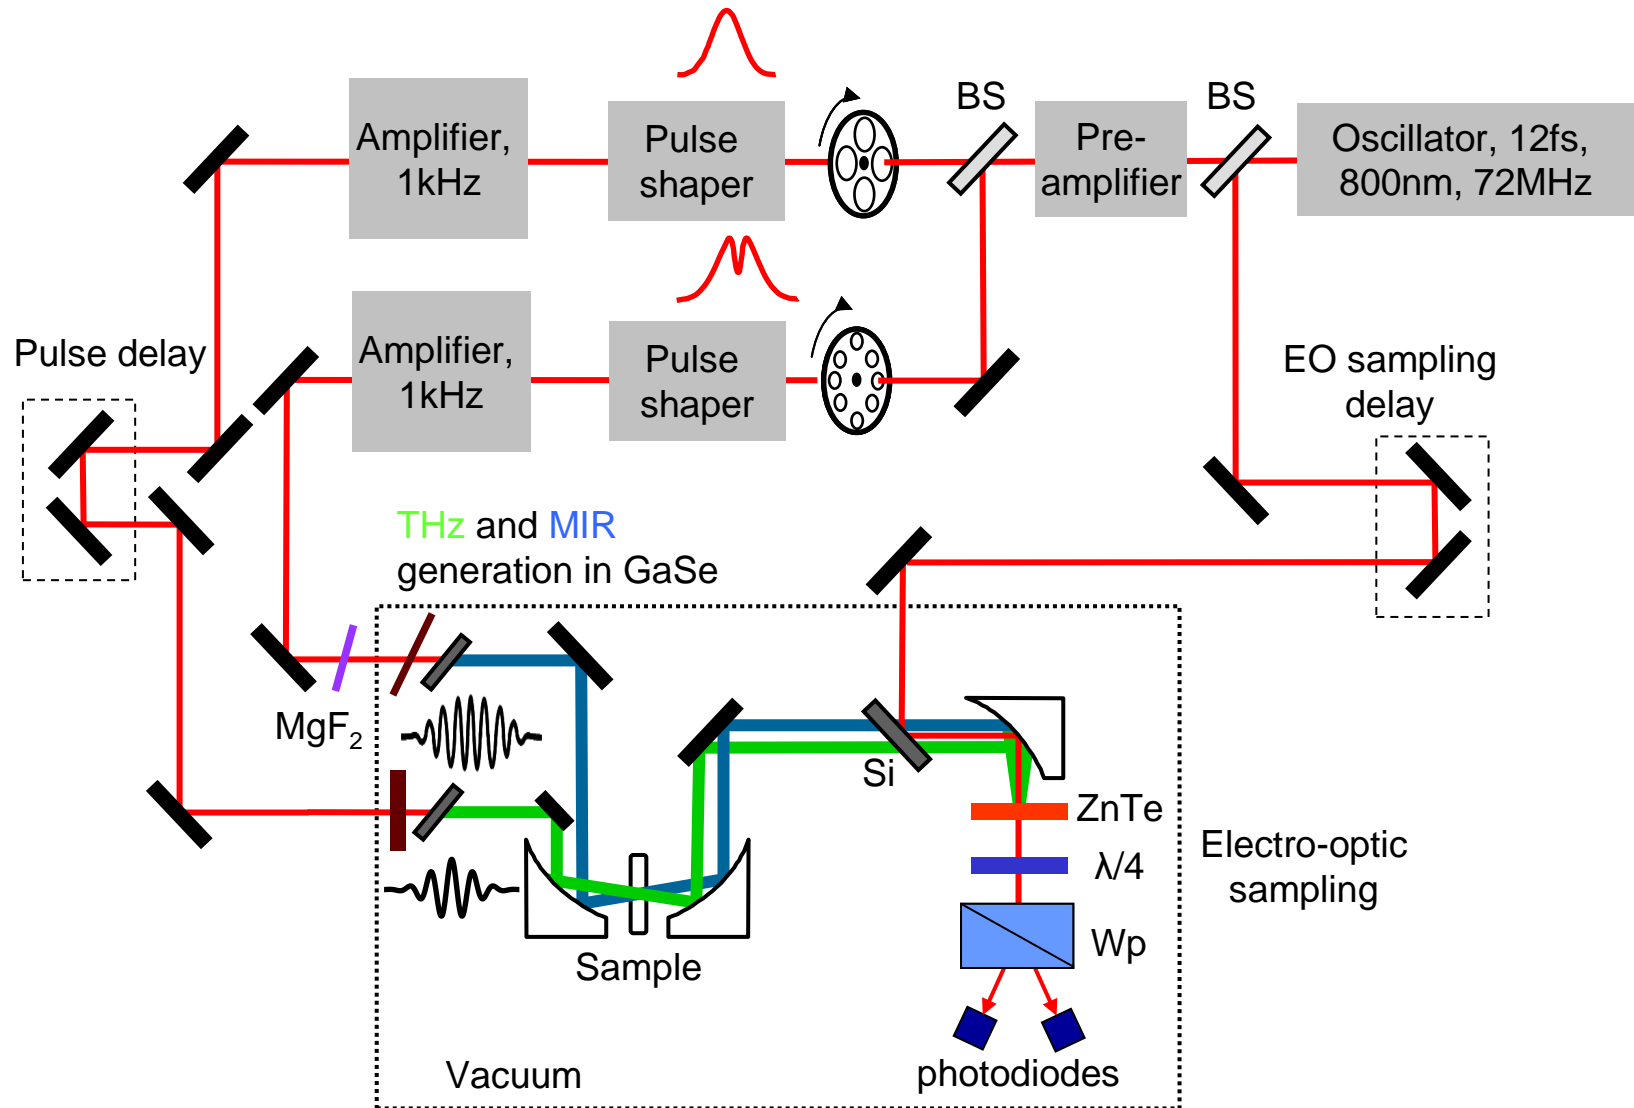 BS
BS
Amplifier,
1kHz
Pulse
shaper
Pre-
amplifier
Oscillator, 12fs,
800nm, 72MHz
Pulse delay
Amplifier,
1kHz
Pulse
shaper
EO sampling
delay
THz and MIR
generation in GaSe
MgF₂
Si
ZnTe
λ/4
Electro-optic
sampling
Wp
Sample
photodiodes
Vacuum